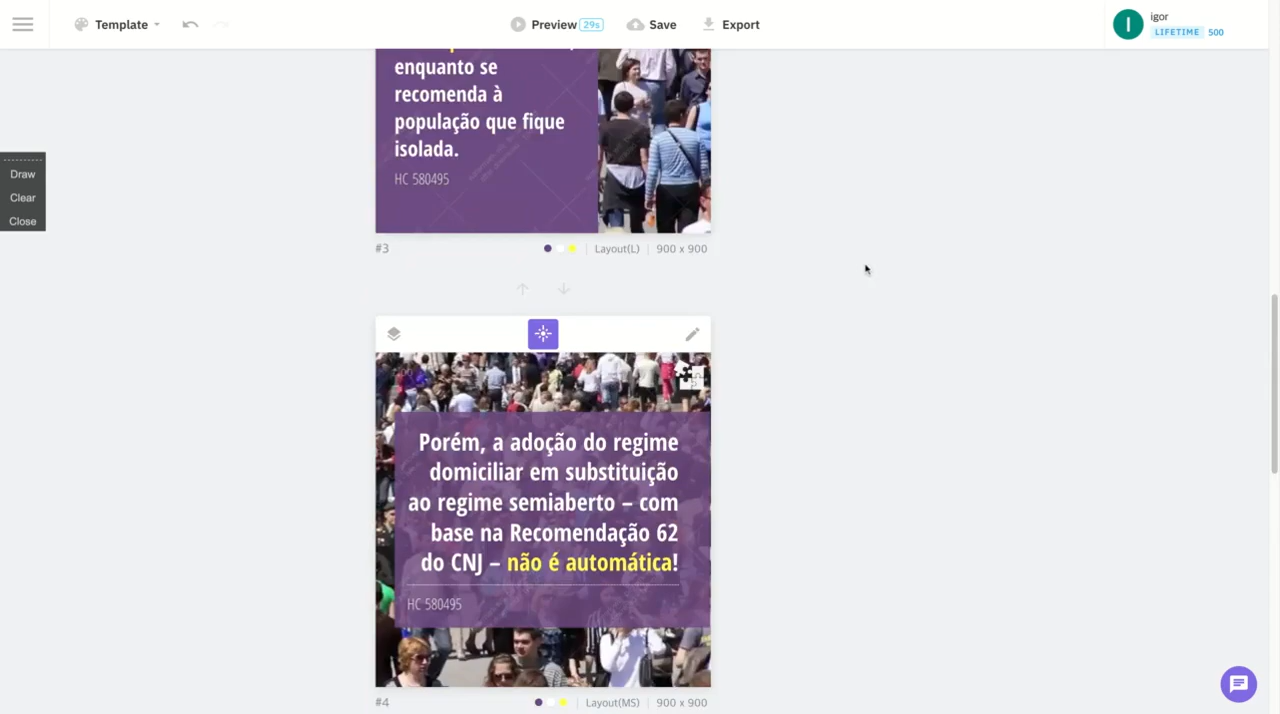 Template
Preview 29s
Save
Export
I
igor
LIFETIME 500
Draw
Clear
Close
enquanto se
recomenda à
população que fique
isolada.
HC 580495
#3
Layout(L)
900 x 900
Porém, a adoção do regime
domiciliar em substituição
ao regime semiaberto – com
base na Recomendação 62
do CNJ – não é automática!
HC 580495
#4
Layout(MS)
900 x 900